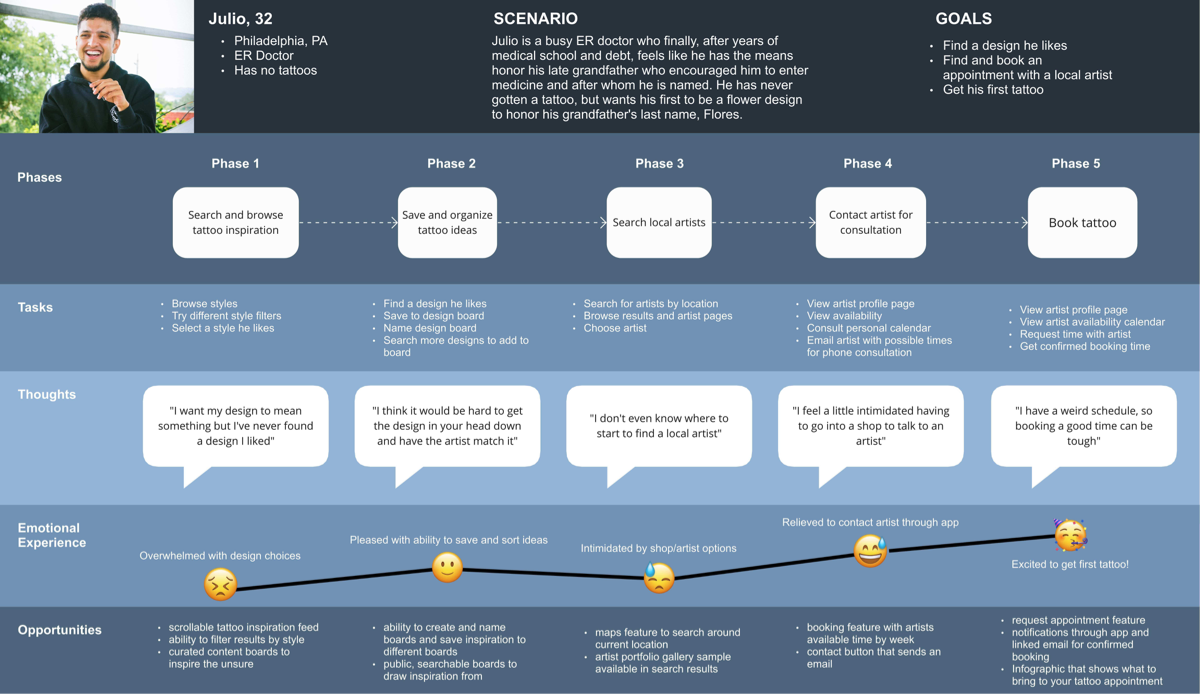 Julio, 32
• Philadelphia, PA
• ER Doctor
• Has no tattoos
SCENARIO
Julio is a busy ER doctor who finally, after years of
medical school and debt, feels like he has the means
honor his late grandfather who encouraged him to enter
medicine and after whom he is named. He has never
gotten a tattoo, but wants his first to be a flower design
to honor his grandfather's last name, Flores.
GOALS
• Find a design he likes
• Find and book an
appointment with a local artist
• Get his first tattoo
Phases
Phase 1
Search and browse
tattoo inspiration
Phase 2
Save and organize
tattoo ideas
Phase 3
Search local artists
Phase 4
Contact artist for
consultation
Phase 5
Book tattoo
Tasks
• Browse styles
• Try different style filters
• Select a style he likes
• Find a design he likes
• Save to design board
• Name design board
• Search more designs to add to
board
• Search for artists by location
• Browse results and artist pages
• Choose artist
• View artist profile page
• View availability
• Consult personal calendar
• Email artist with possible times
for phone consultation
• View artist profile page
• View artist availability calendar
• Request time with artist
• Get confirmed booking time
Thoughts
"I want my design to mean
something but I've never found
a design I liked"
"I think it would be hard to get
the design in your head down
and have the artist match it"
"I don't even know where to
start to find a local artist"
"I feel a little intimidated having
to go into a shop to talk to an
artist"
"I have a weird schedule, so
booking a good time can be
tough"
Emotional
Experience
Overwhelmed with design choices
Pleased with ability to save and sort ideas
Intimidated by shop/artist options
Relieved to contact artist through app
Excited to get first tattoo!
Opportunities
• scrollable tattoo inspiration feed
• ability to filter results by style
• curated content boards to
inspire the unsure
• ability to create and name
boards and save inspiration to
different boards
• public, searchable boards to
draw inspiration from
• maps feature to search around
current location
• artist portfolio gallery sample
available in search results
• booking feature with artists
available time by week
• contact button that sends an
email
• request appointment feature
• notifications through app and
linked email for confirmed
booking
• Infographic that shows what to
bring to your tattoo appointment